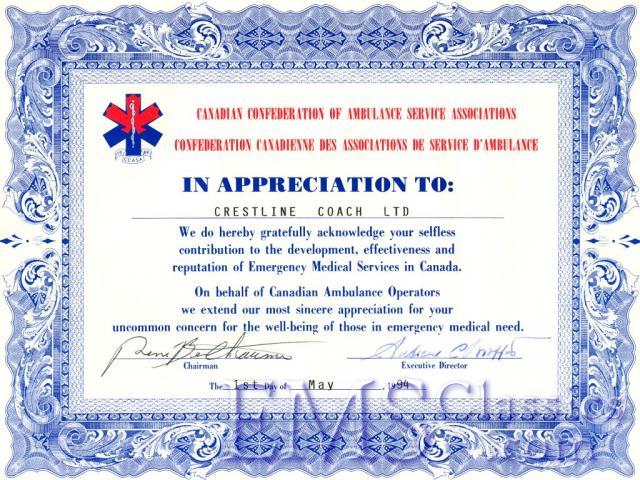 CANADIAN CONFEDERATION OF AMBULANCE SERVICE ASSOCIATIONS
CONFEDERATION CANADIENNE DES ASSOCIATIONS DE SERVICE D'AMBULANCE
CCASA
IN APPRECIATION TO:
CRESTLINE COACH LTD
We do hereby gratefully acknowledge your selfless
contribution to the development, effectiveness and
reputation of Emergency Medical Services in Canada.
On behalf of Canadian Ambulance Operators
we extend our most sincere appreciation for your
uncommon concern for the well-being of those in emergency medical need.
Chairman Executive Director
The 1st Day of May , 1994
EMSClassics
.com